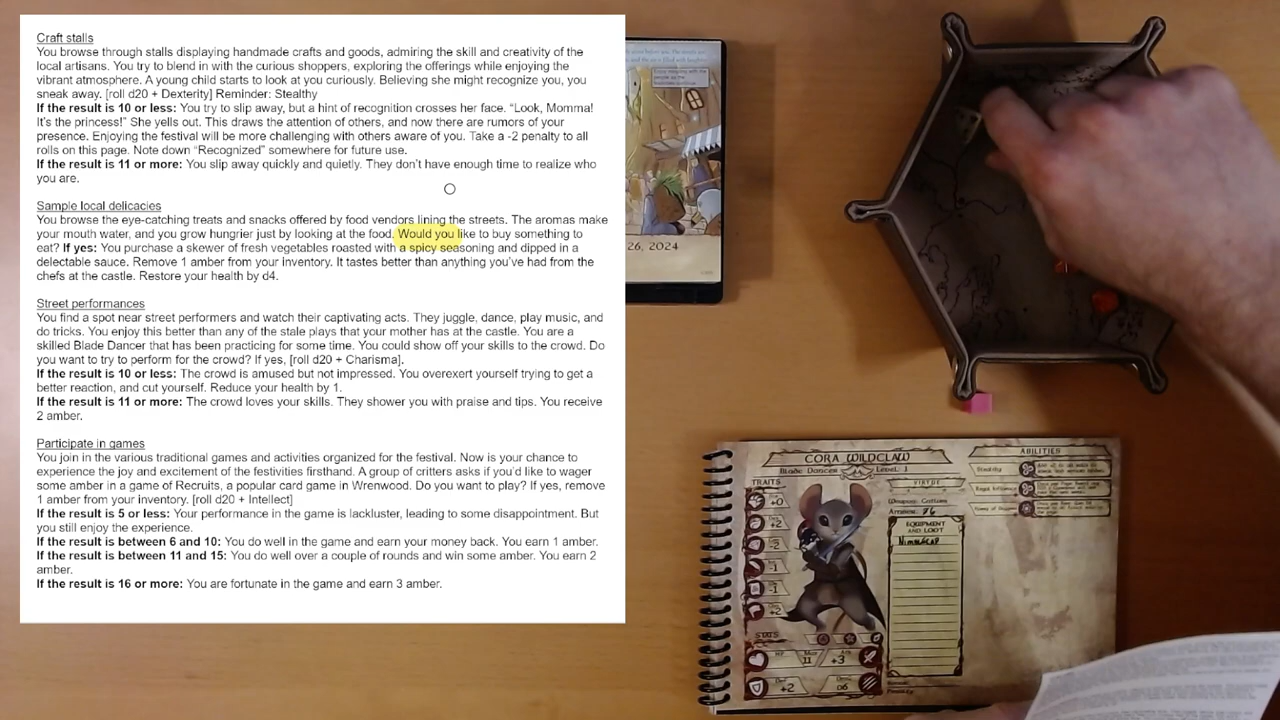 Craft stalls
You browse through stalls displaying handmade crafts and goods, admiring the skill and creativity of the
local artisans. You try to blend in with the curious shoppers, exploring the offerings while enjoying the
vibrant atmosphere. A young child starts to look at you curiously. Believing she might recognize you, you
sneak away. [roll d20 + Dexterity] Reminder: Stealthy
If the result is 10 or less: You try to slip away, but a hint of recognition crosses her face. “Look, Momma!
It’s the princess!” She yells out. This draws the attention of others, and now there are rumors of your
presence. Enjoying the festival will be more challenging with others aware of you. Take a -2 penalty to all
rolls on this page. Note down “Recognized” somewhere for future use.
If the result is 11 or more: You slip away quickly and quietly. They don’t have enough time to realize who
you are.
Sample local delicacies
You browse the eye-catching treats and snacks offered by food vendors lining the streets. The aromas make
your mouth water, and you grow hungrier just by looking at the food. Would you like to buy something to
eat? If yes: You purchase a skewer of fresh vegetables roasted with a spicy seasoning and dipped in a
delectable sauce. Remove 1 amber from your inventory. It tastes better than anything you’ve had from the
chefs at the castle. Restore your health by d4.
Street performances
You find a spot near street performers and watch their captivating acts. They juggle, dance, play music, and
do tricks. You enjoy this better than any of the stale plays that your mother has at the castle. You are a
skilled Blade Dancer that has been practicing for some time. You could show off your skills to the crowd. Do
you want to try to perform for the crowd? If yes, [roll d20 + Charisma].
If the result is 10 or less: The crowd is amused but not impressed. You overexert yourself trying to get a
better reaction, and cut yourself. Reduce your health by 1.
If the result is 11 or more: The crowd loves your skills. They shower you with praise and tips. You receive
2 amber.
Participate in games
You join in the various traditional games and activities organized for the festival. Now is your chance to
experience the joy and excitement of the festivities firsthand. A group of critters asks if you’d like to wager
some amber in a game of Recruits, a popular card game in Wrenwood. Do you want to play? If yes, remove
1 amber from your inventory. [roll d20 + Intellect]
If the result is 5 or less: Your performance in the game is lackluster, leading to some disappointment. But
you still enjoy the experience.
If the result is between 6 and 10: You do well in the game and earn your money back. You earn 1 amber.
If the result is between 11 and 15: You do well over a couple of rounds and win some amber. You earn 2
amber.
If the result is 16 or more: You are fortunate in the game and earn 3 amber.
26, 2024
CORA WILDCLAW
Blade Dancer Level 1
TRAITS
+0
+2
-2
-1
-1
+2
STATS
11
+3
+2
d6
EQUIPMENT
AND LOOT
ABILITIES
Stealthy